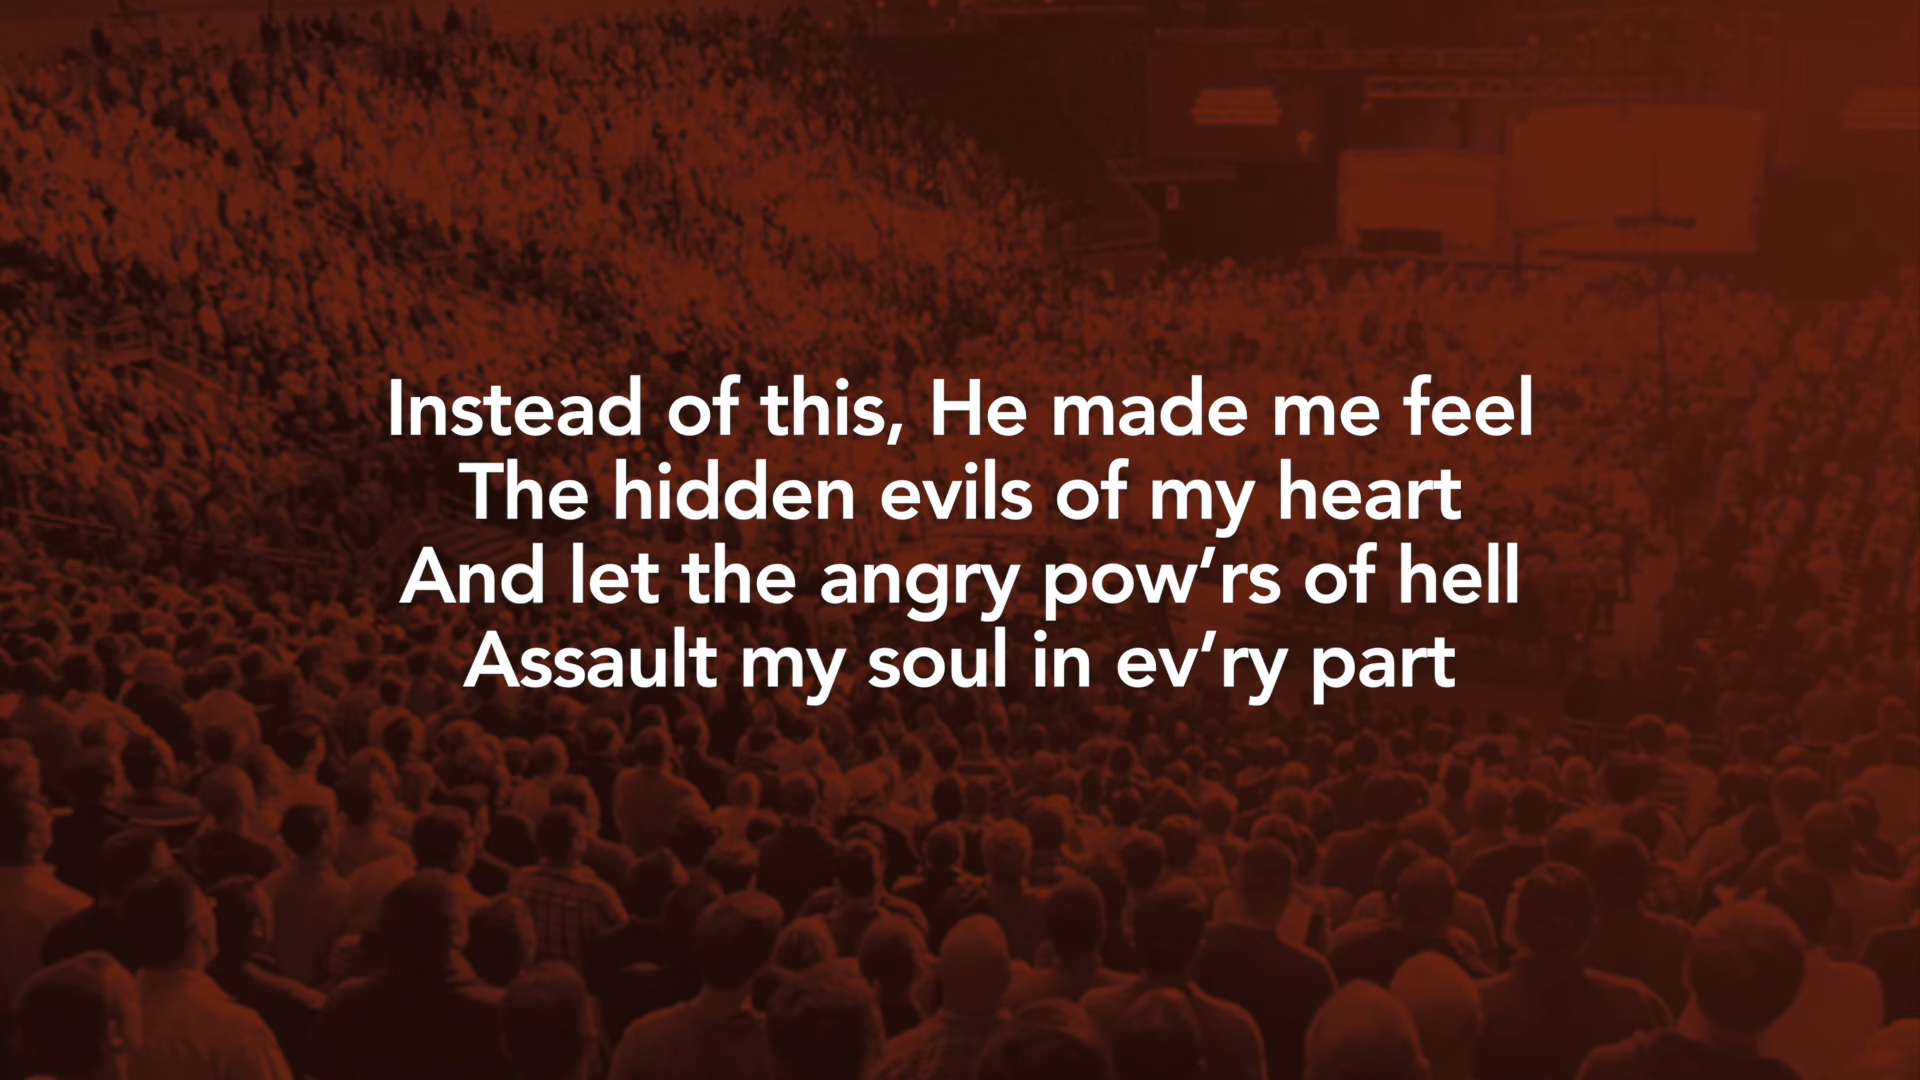 Instead of this, He made me feel
The hidden evils of my heart
And let the angry pow’rs of hell
Assault my soul in ev’ry part